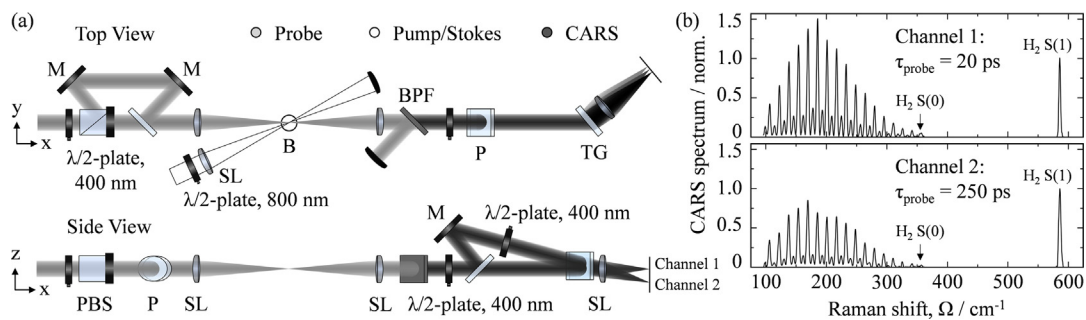 (a)
Top View
Probe
Pump/Stokes
CARS
M
M
y
x
λ/2-plate,
400 nm
SL
SL
λ/2-plate, 800 nm
B
BPF
P
TG
Side View
z
x
PBS
P
SL
SL
M
λ/2-plate, 400 nm
λ/2-plate, 400 nm
SL
Channel 1
Channel 2
(b)
CARS spectrum / norm.
1.5
1.0
0.5
0
Channel 1:
τprobe = 20 ps
H2 S(0)
H2 S(1)
1.5
1.0
0.5
0
Channel 2:
τprobe = 250 ps
H2 S(0)
H2 S(1)
100 200 300 400 500 600
Raman shift, Ω / cm-1